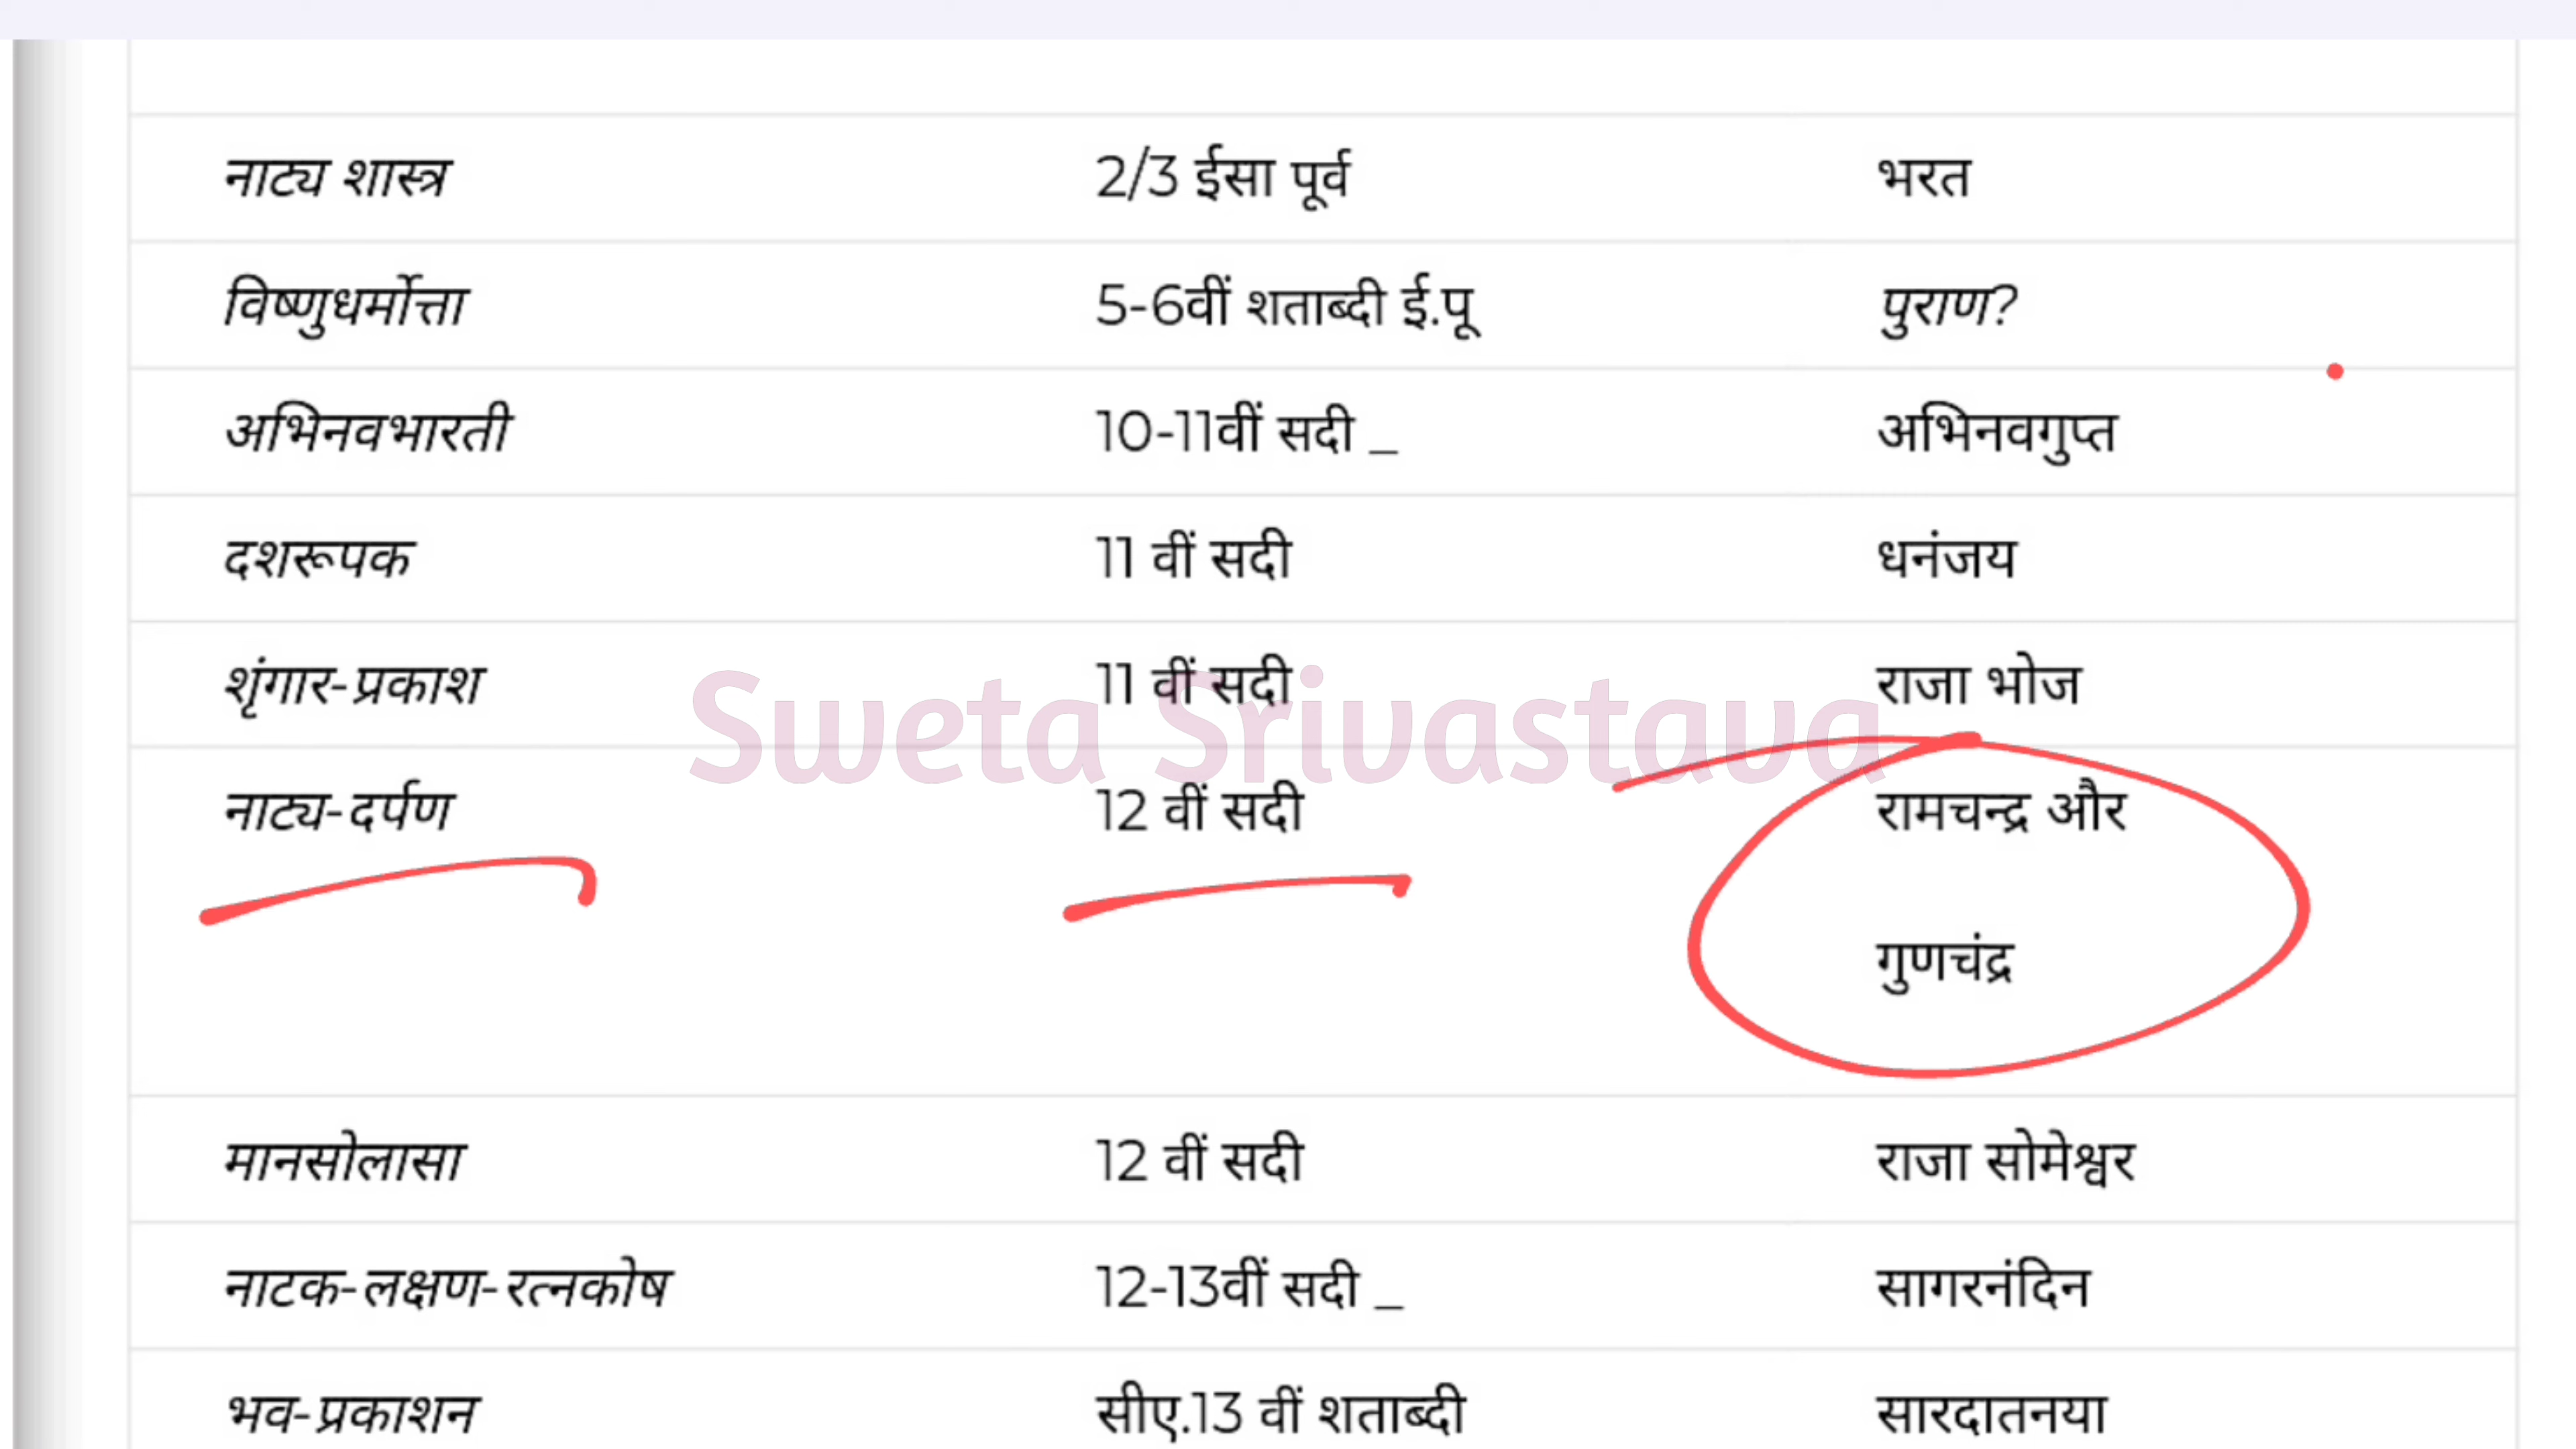 नाट्य शास्त्र 2/3 ईसा पूर्व भरत
विष्णुधर्मोत्ता 5-6वीं शताब्दी ई.पू पुराण?
अभिनवभारती 10-11वीं सदी _ अभिनवगुप्त
दशरूपक 11 वीं सदी धनंजय
शृंगार-प्रकाश 11 वीं सदी राजा भोज
Sweta Srivastava
नाट्य-दर्पण 12 वीं सदी रामचन्द्र और
गुणचंद्र
मानसोलासा 12 वीं सदी राजा सोमेश्वर
नाटक-लक्षण-रत्नकोष 12-13वीं सदी _ सागरनंदिन
भव-प्रकाशन सीए.13 वीं शताब्दी सारदातनया